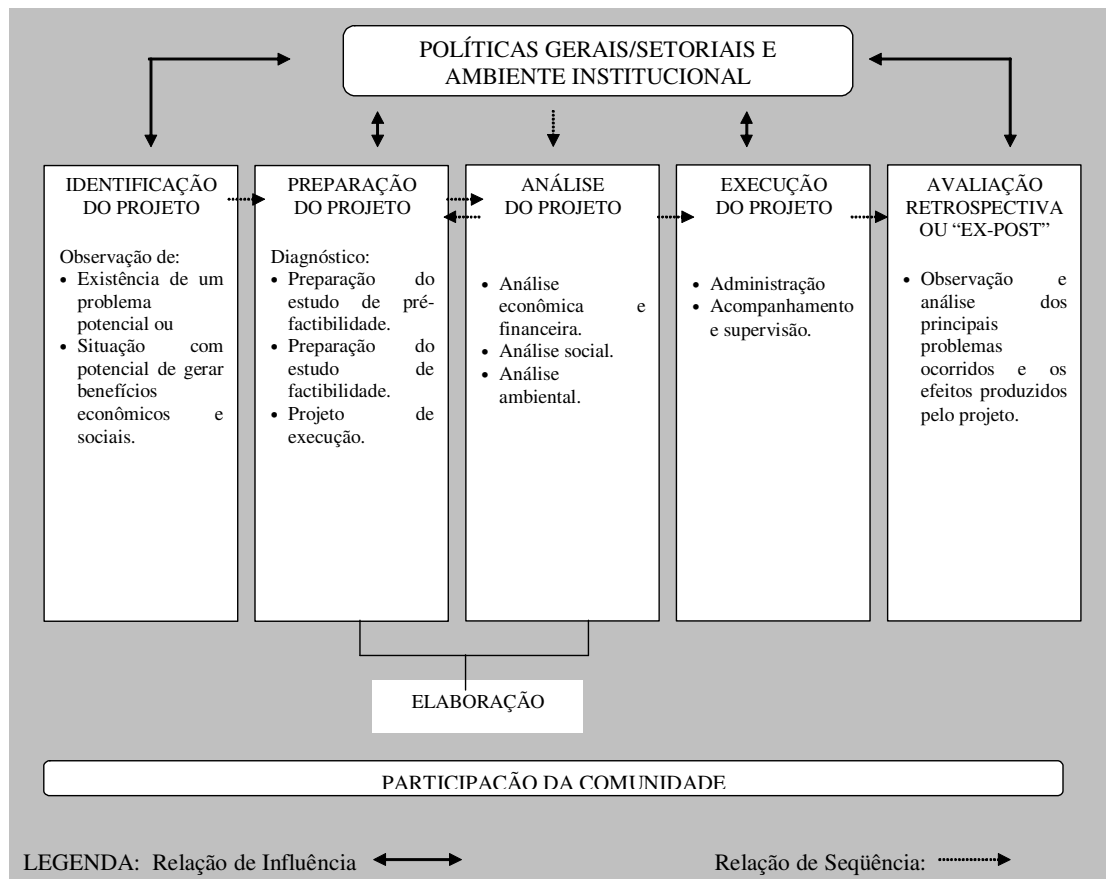 POLÍTICAS GERAIS/SETORIAIS E
AMBIENTE INSTITUCIONAL
IDENTIFICAÇÃO
DO PROJETO
Observação de:
• Existência de um
problema
potencial ou
• Situação com
potencial de gerar
benefícios
econômicos e
sociais.
PREPARAÇÃO
DO PROJETO
Diagnóstico:
• Preparação do
estudo de pré-
factibilidade.
• Preparação do
estudo de
factibilidade.
• Projeto de
execução.
ANÁLISE
DO PROJETO
• Análise
econômica e
financeira.
• Análise social.
• Análise
ambiental.
EXECUÇÃO
DO PROJETO
• Administração
• Acompanhamento
e supervisão.
AVALIAÇÃO
RETROSPECTIVA
OU “EX-POST”
• Observação e
análise dos
principais
problemas
ocorridos e os
efeitos produzidos
pelo projeto.
ELABORAÇÃO
PARTICIPAÇÃO DA COMUNIDADE
LEGENDA: Relação de Influência
Relação de Seqüência: